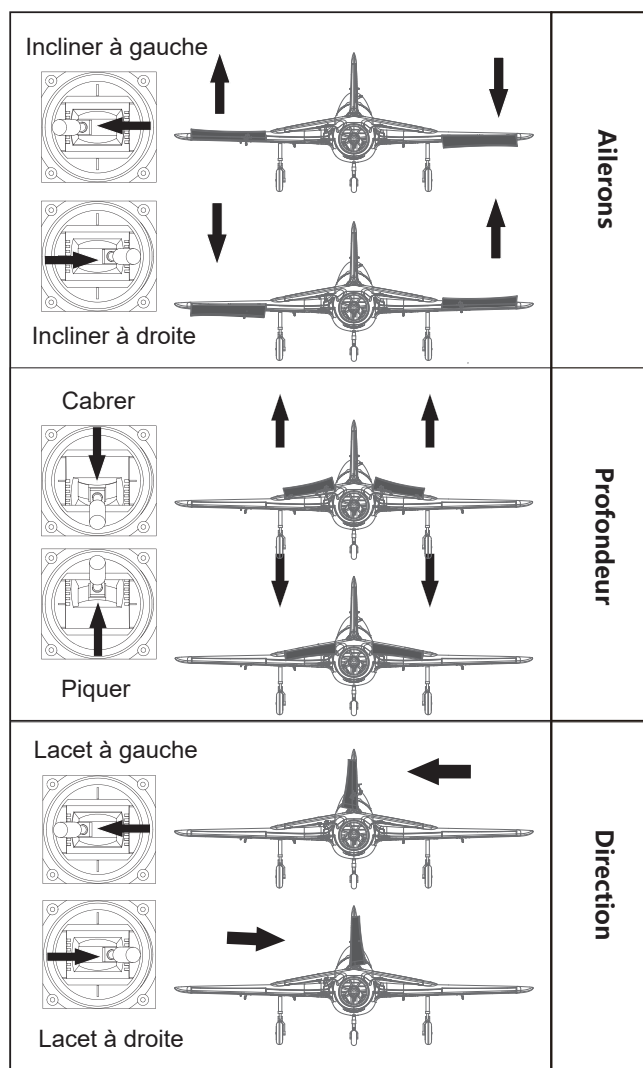 Incliner à gauche
Incliner à droite
Ailerons
Cabrer
Piquer
Profondeur
Lacet à gauche
Lacet à droite
Direction